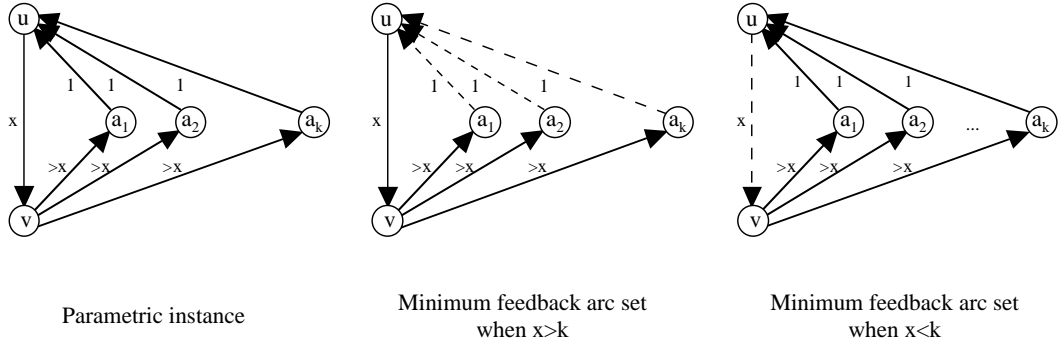 u
1
1
1
x
a1
a2
ak
>x
>x
>x
v
Parametric instance
u
1
1
1
x
a1
a2
ak
>x
>x
>x
v
Minimum feedback arc set
when x>k
u
1
1
1
x
a1
a2
...
ak
>x
>x
>x
v
Minimum feedback arc set
when x<k